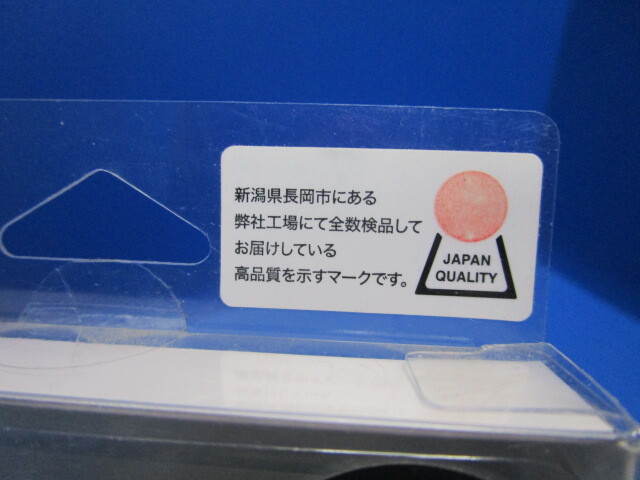 新潟県長岡市にある
弊社工場にて全数検品して
お届けしている
高品質を示すマークです。
JAPAN
QUALITY